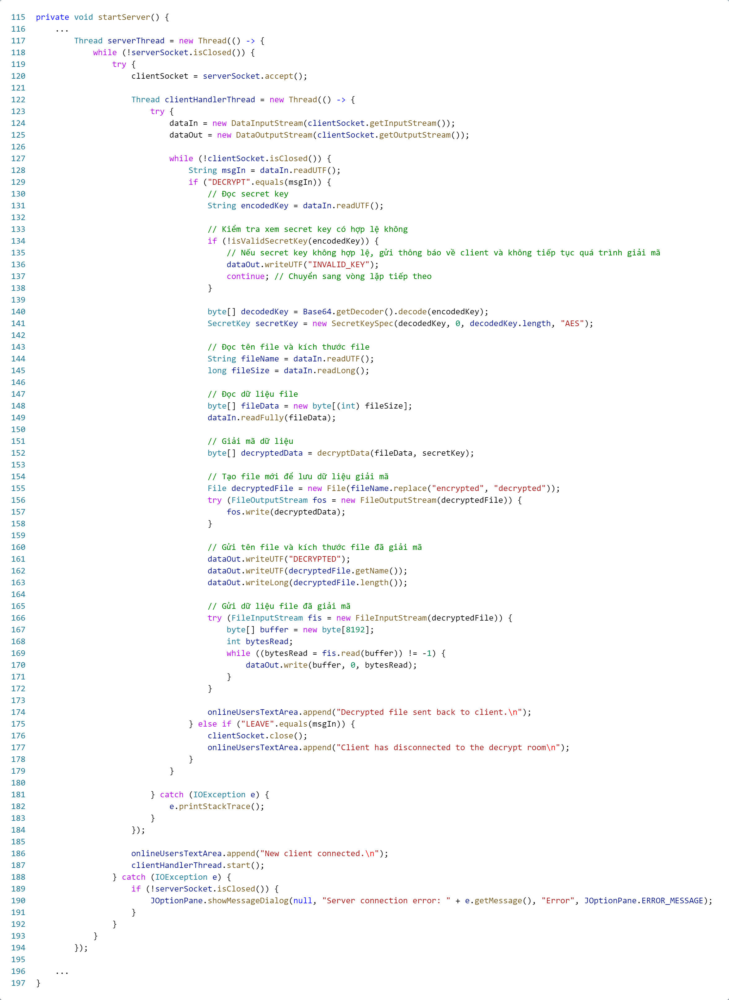 115 private void startServer() {
116     ...
117         Thread serverThread = new Thread(() -> {
118             while (!serverSocket.isClosed()) {
119                 try {
120                     clientSocket = serverSocket.accept();
121
122                     Thread clientHandlerThread = new Thread(() -> {
123                         try {
124                             dataIn = new DataInputStream(clientSocket.getInputStream());
125                             dataOut = new DataOutputStream(clientSocket.getOutputStream());
126
127                             while (!clientSocket.isClosed()) {
128                                 String msgIn = dataIn.readUTF();
129                                 if ("DECRYPT".equals(msgIn)) {
130                                     // Đọc secret key
131                                     String encodedKey = dataIn.readUTF();
132
133                                     // Kiểm tra xem secret key có hợp lệ không
134                                     if (!isValidSecretKey(encodedKey)) {
135                                         // Nếu secret key không hợp lệ, gửi thông báo về client và không tiếp tục quá trình giải mã
136                                         dataOut.writeUTF("INVALID_KEY");
137                                         continue; // Chuyển sang vòng lặp tiếp theo
138                                     }
139
140                                     byte[] decodedKey = Base64.getDecoder().decode(encodedKey);
141                                     SecretKey secretKey = new SecretKeySpec(decodedKey, 0, decodedKey.length, "AES");
142
143                                     // Đọc tên file và kích thước file
144                                     String fileName = dataIn.readUTF();
145                                     long fileSize = dataIn.readLong();
146
147                                     // Đọc dữ liệu file
148                                     byte[] fileData = new byte[(int) fileSize];
149                                     dataIn.readFully(fileData);
150
151                                     // Giải mã dữ liệu
152                                     byte[] decryptedData = decryptData(fileData, secretKey);
153
154                                     // Tạo file mới để lưu dữ liệu giải mã
155                                     File decryptedFile = new File(fileName.replace("encrypted", "decrypted"));
156                                     try (FileOutputStream fos = new FileOutputStream(decryptedFile)) {
157                                         fos.write(decryptedData);
158                                     }
159
160                                     // Gửi tên file và kích thước file đã giải mã
161                                     dataOut.writeUTF("DECRYPTED");
162                                     dataOut.writeUTF(decryptedFile.getName());
163                                     dataOut.writeLong(decryptedFile.length());
164
165                                     // Gửi dữ liệu file đã giải mã
166                                     try (FileInputStream fis = new FileInputStream(decryptedFile)) {
167                                         byte[] buffer = new byte[8192];
168                                         int bytesRead;
169                                         while ((bytesRead = fis.read(buffer)) != -1) {
170                                             dataOut.write(buffer, 0, bytesRead);
171                                         }
172                                     }
173
174                                     onlineUsersTextArea.append("Decrypted file sent back to client.\n");
175                                 } else if ("LEAVE".equals(msgIn)) {
176                                     clientSocket.close();
177                                     onlineUsersTextArea.append("Client has disconnected to the decrypt room\n");
178                                 }
179                             }
180
181                         } catch (IOException e) {
182                             e.printStackTrace();
183                         }
184                     });
185
186                     onlineUsersTextArea.append("New client connected.\n");
187                     clientHandlerThread.start();
188                 } catch (IOException e) {
189                     if (!serverSocket.isClosed()) {
190                         JOptionPane.showMessageDialog(null, "Server connection error: " + e.getMessage(), "Error", JOptionPane.ERROR_MESSAGE);
191                     }
192                 }
193             }
194         });
195
196     ...
197 }